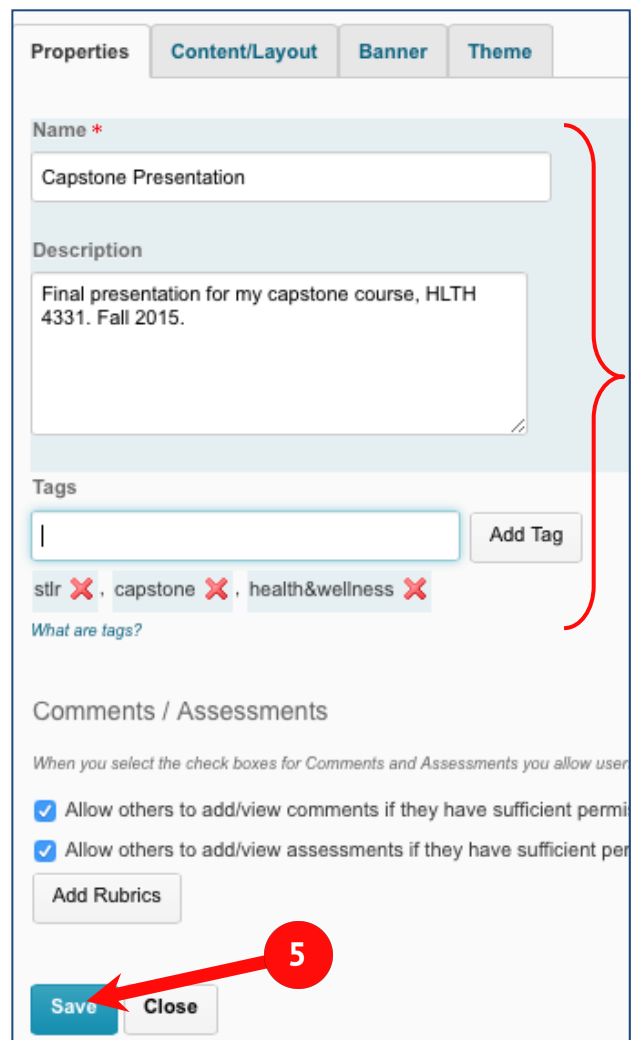 Properties Content/Layout Banner Theme
Name *
Capstone Presentation
Description
Final presentation for my capstone course, HLTH
4331. Fall 2015.
Tags
Add Tag
stlr , capstone , health&wellness
What are tags?
Comments / Assessments
When you select the check boxes for Comments and Assessments you allow user
Allow others to add/view comments if they have sufficient
Allow others to add/view assessments if they have sufficient
Add Rubrics
5
Save Close